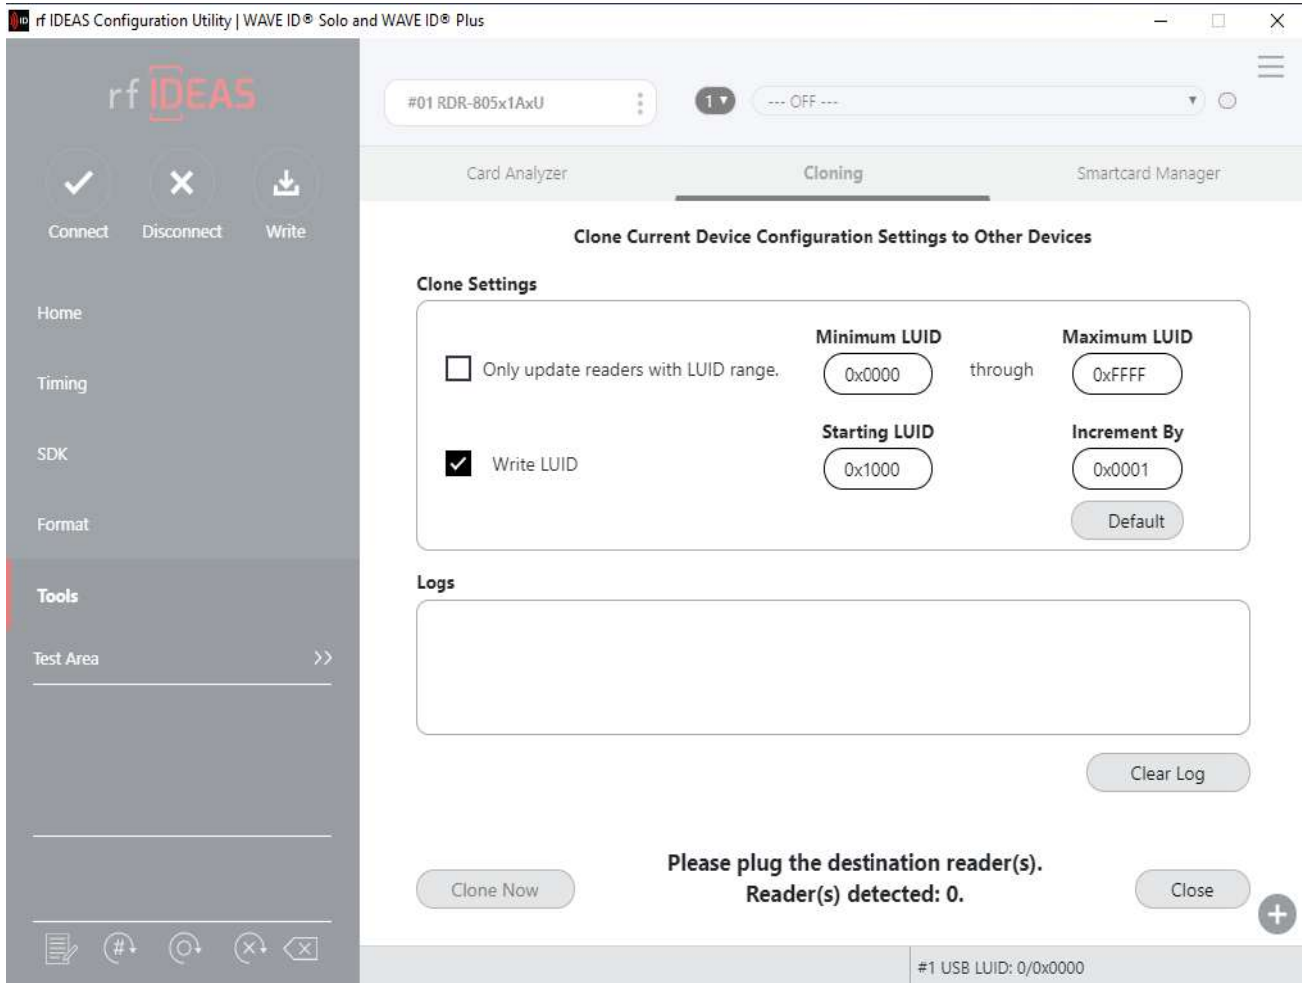 rf IDEAS Configuration Utility | WAVE ID® Solo and WAVE ID® Plus
rf IDEAS
Connect Disconnect Write
Home
Timing
SDK
Format
Tools
Test Area >>
#01 RDR-805x1AxU
1 --- OFF ---
Card Analyzer Cloning Smartcard Manager
Clone Current Device Configuration Settings to Other Devices
Clone Settings
Minimum LUID Maximum LUID
Only update readers with LUID range. 0x0000 through 0xFFFF
Starting LUID Increment By
Write LUID 0x1000 0x0001
Default
Logs
Clear Log
Please plug the destination reader(s).
Reader(s) detected: 0.
Clone Now
Close
#1 USB LUID: 0/0x0000